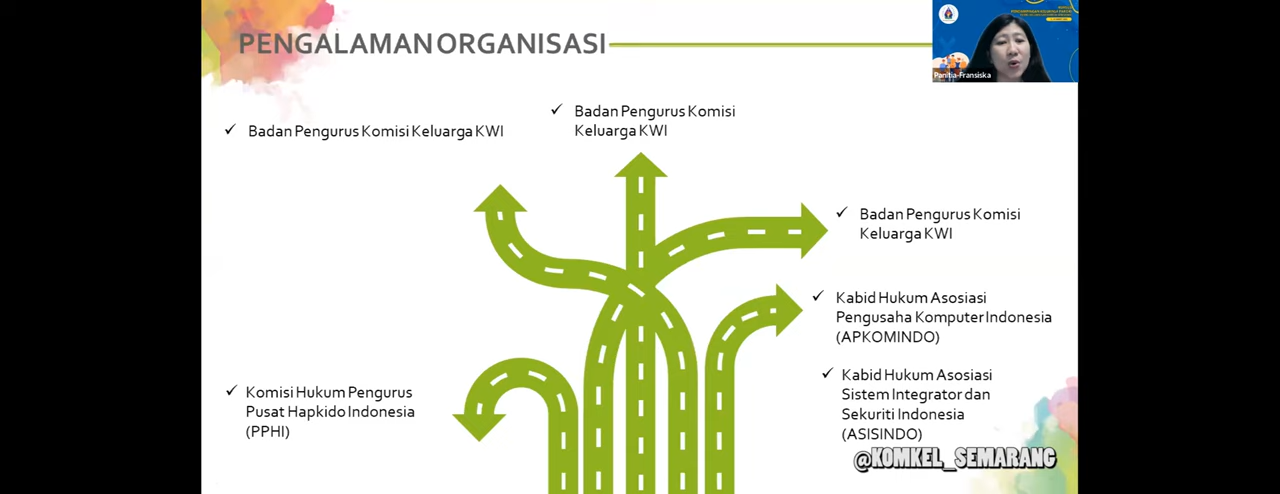 PENGALAMAN ORGANISASI
Panitia-Fransiska
✓ Badan Pengurus Komisi Keluarga KWI
✓ Badan Pengurus Komisi
Keluarga KWI
✓ Badan Pengurus Komisi
Keluarga KWI
✓ Kabid Hukum Asosiasi
Pengusaha Komputer Indonesia
(APKOMINDO)
✓ Kabid Hukum Asosiasi
Sistem Integrator dan
Sekuriti Indonesia
(ASISINDO)
✓ Komisi Hukum Pengurus
Pusat Hapkido Indonesia
(PPHI)
@KOMKEL_SEMARANG